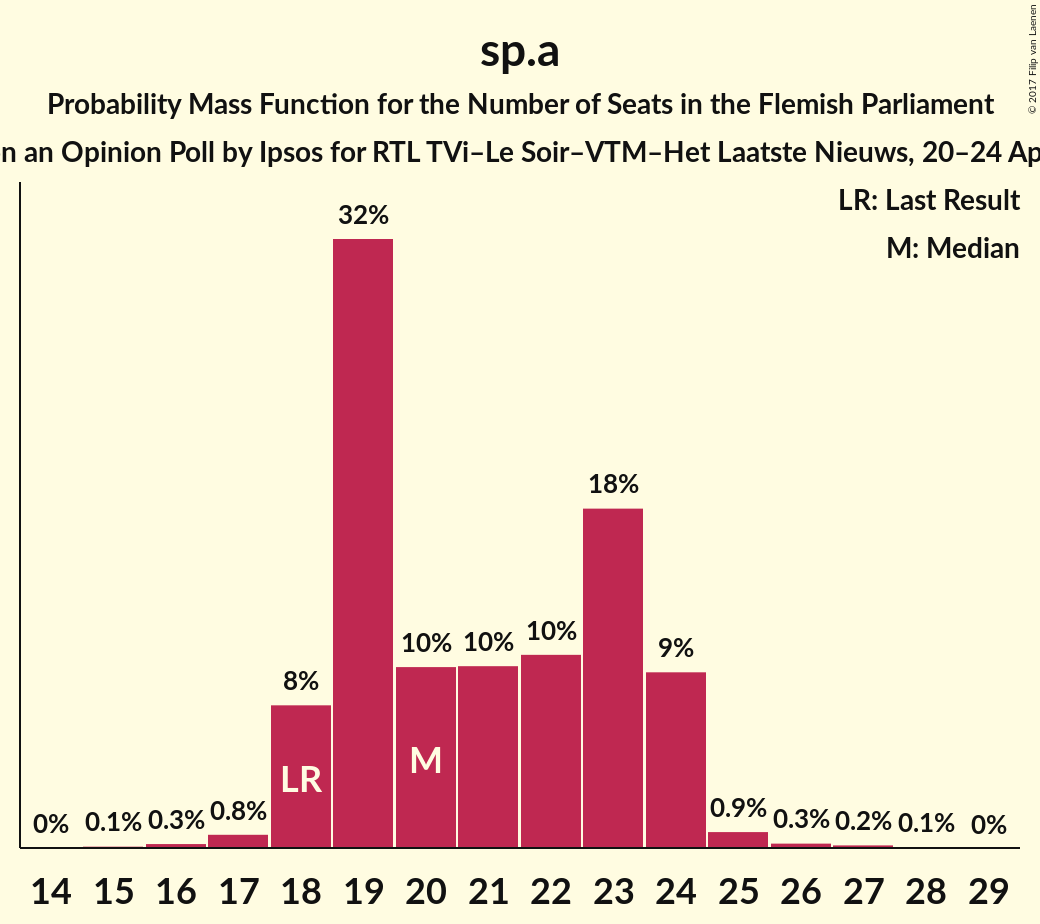 sp.a
Probability Mass Function for the Number of Seats in the Flemish Parliament
n an Opinion Poll by Ipsos for RTL TVi–Le Soir–VTM–Het Laatste Nieuws, 20–24 Ap
LR: Last Result
M: Median
32%
18%
10% 10% 10%
9%
8%
M
LR
0% 0.1% 0.3% 0.8% 0.9% 0.3% 0.2% 0.1% 0%
14 15 16 17 18 19 20 21 22 23 24 25 26 27 28 29
© 2017 Filip van Laenen